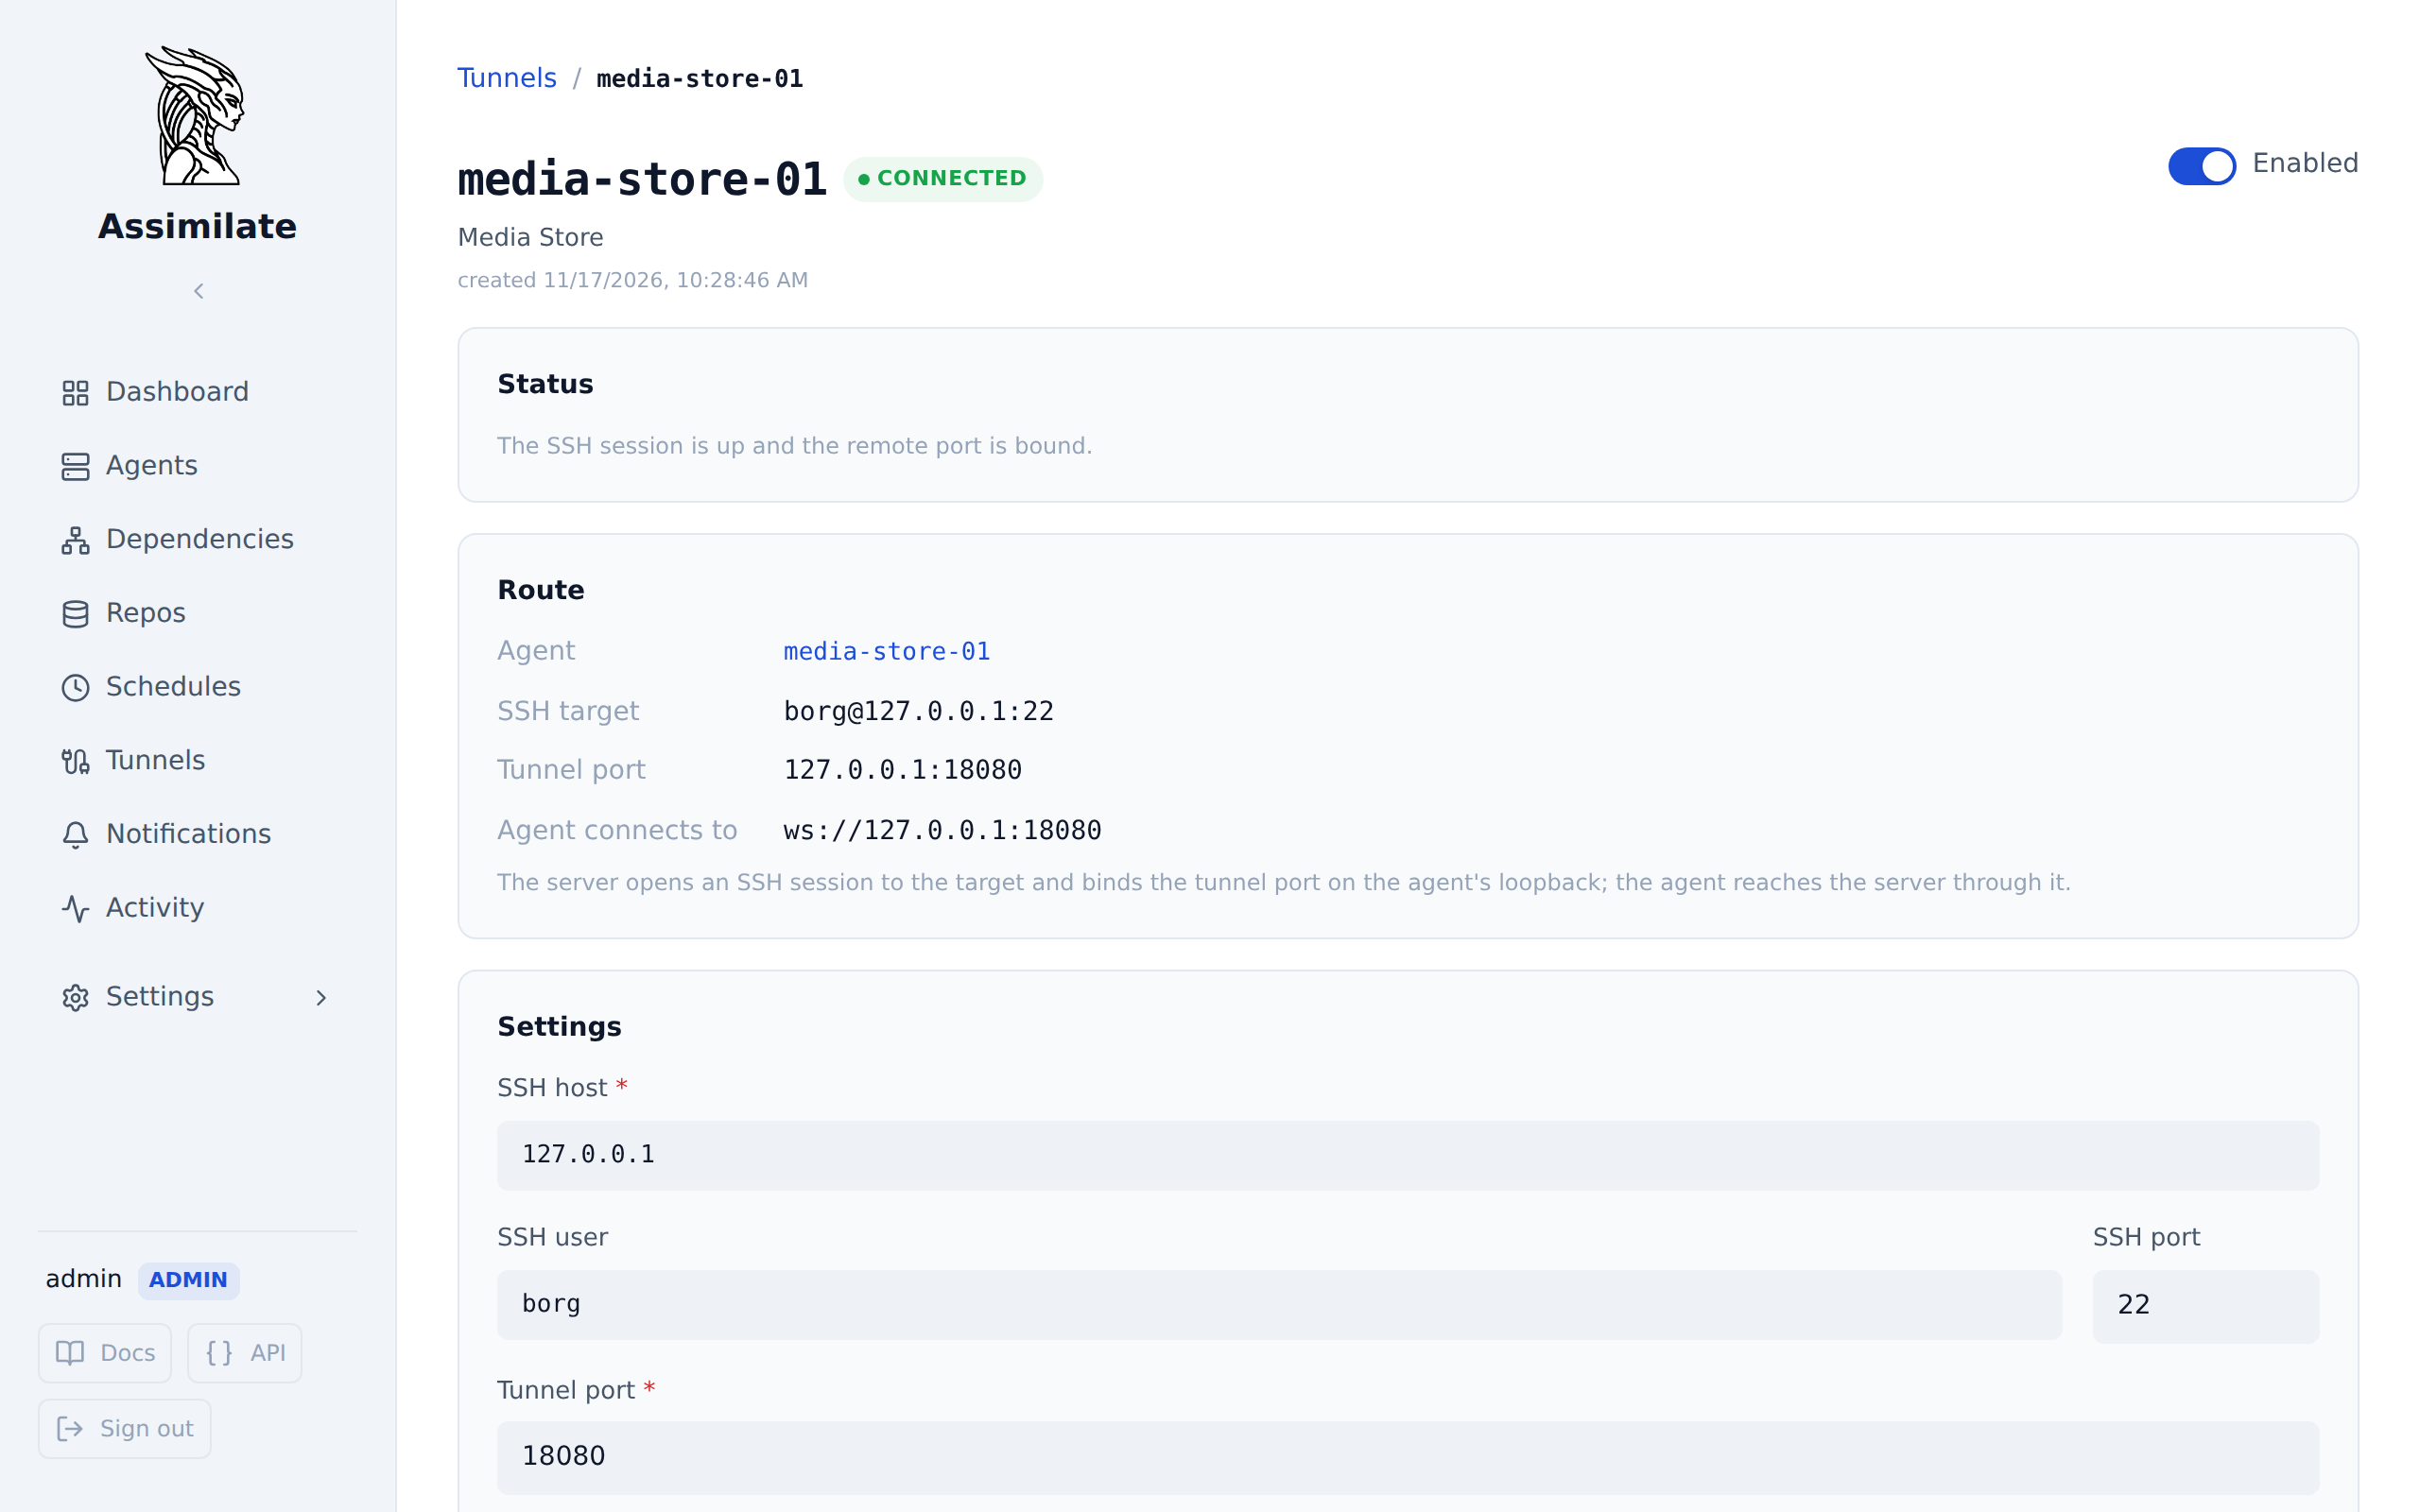 Assimilate
Dashboard
Agents
Dependencies
Repos
Schedules
Tunnels
Notifications
Activity
Settings
admin ADMIN
Docs
API
Sign out
Tunnels / media-store-01
media-store-01 CONNECTED
Enabled
Media Store
created 11/17/2026, 10:28:46 AM
Status
The SSH session is up and the remote port is bound.
Route
Agent media-store-01
SSH target borg@127.0.0.1:22
Tunnel port 127.0.0.1:18080
Agent connects to ws://127.0.0.1:18080
The server opens an SSH session to the target and binds the tunnel port on the agent's loopback; the agent reaches the server through it.
Settings
SSH host *
127.0.0.1
SSH user SSH port
borg 22
Tunnel port *
18080